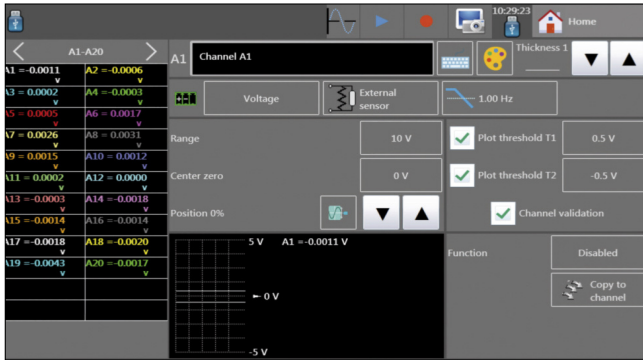 10:29:23
Home
A1-A20
A1 Channel A1
Thickness 1
A1 =-0.0011 v A2 =-0.0006 v
A3 = 0.0002 v A4 =-0.0003 v
A5 = 0.0005 v A6 = 0.0017 v
A7 = 0.0026 v A8 = 0.0031 v
A9 = 0.0015 v A10 = 0.0012 v
A11 = 0.0002 v A12 = 0.0000 v
A13 =-0.0003 v A14 =-0.0018 v
A15 =-0.0014 v A16 =-0.0014 v
A17 =-0.0018 v A18 =-0.0020 v
A19 =-0.0043 v A20 =-0.0017 v
Voltage
External sensor
1.00 Hz
Range 10 V
Plot threshold T1 0.5 V
Center zero 0 V
Plot threshold T2 -0.5 V
Position 0%
Channel validation
5 V A1 =-0.0011 V
0 V
-5 V
Function Disabled
Copy to channel